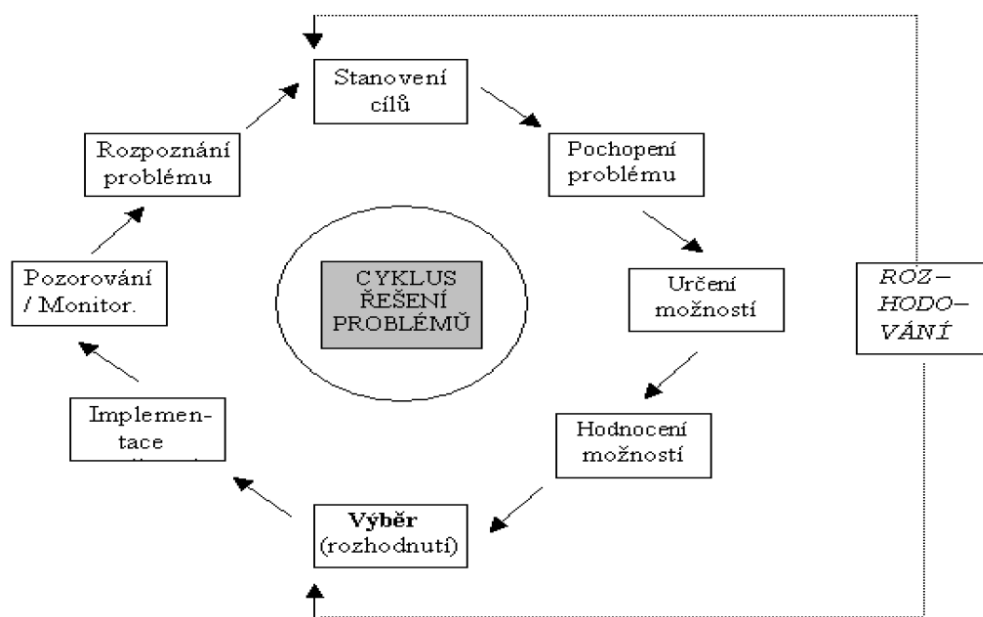 Stanovení
cílů
Rozpoznání
problému
Pochopení
problému
Pozorování
/ Monitor.
CYKLUS
ŘEŠENÍ
PROBLÉMŮ
Určení
možností
ROZ-
HODO-
VÁNÍ
Implemen-
tace
Hodnocení
možností
Výběr
(rozhodnutí)